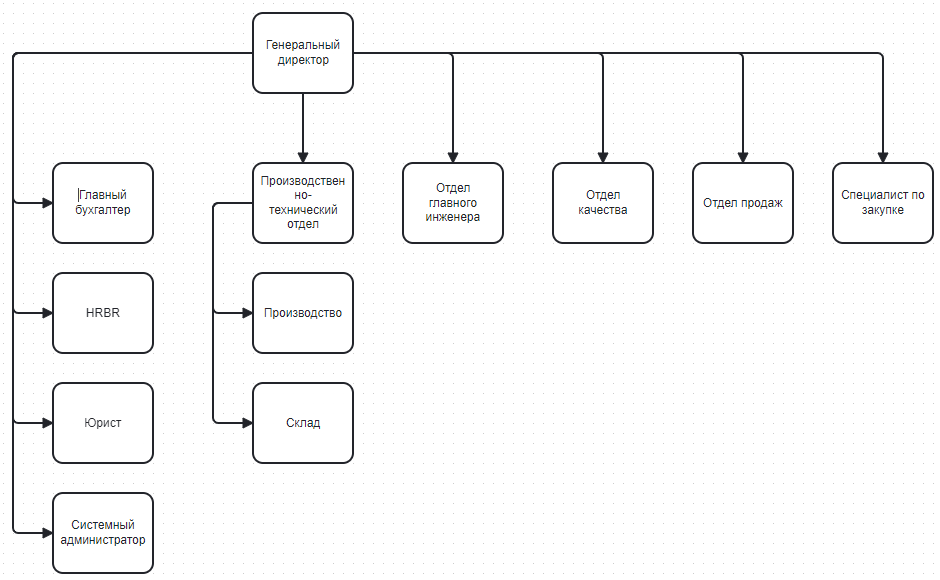 Генеральный
директор
Главный
бухгалтер
Производствен
но-
технический
отдел
Отдел
главного
инженера
Отдел
качества
Отдел продаж
Специалист по
закупке
HRBR
Производство
Юрист
Склад
Системный
администратор